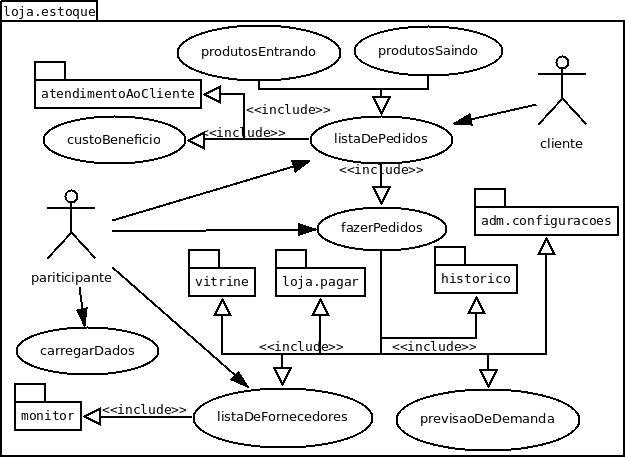 loja.estoque
produtosEntrando
produtosSaindo
atendimentoAoCliente
<<include>>
<<include>>
custoBeneficio
listaDePedidos
cliente
<<include>>
fazerPedidos
adm.configuracoes
pariticipante
vitrine
loja.pagar
historico
<<include>>
<<include>>
carregarDados
monitor
<<include>>
listaDeFornecedores
previsaoDeDemanda